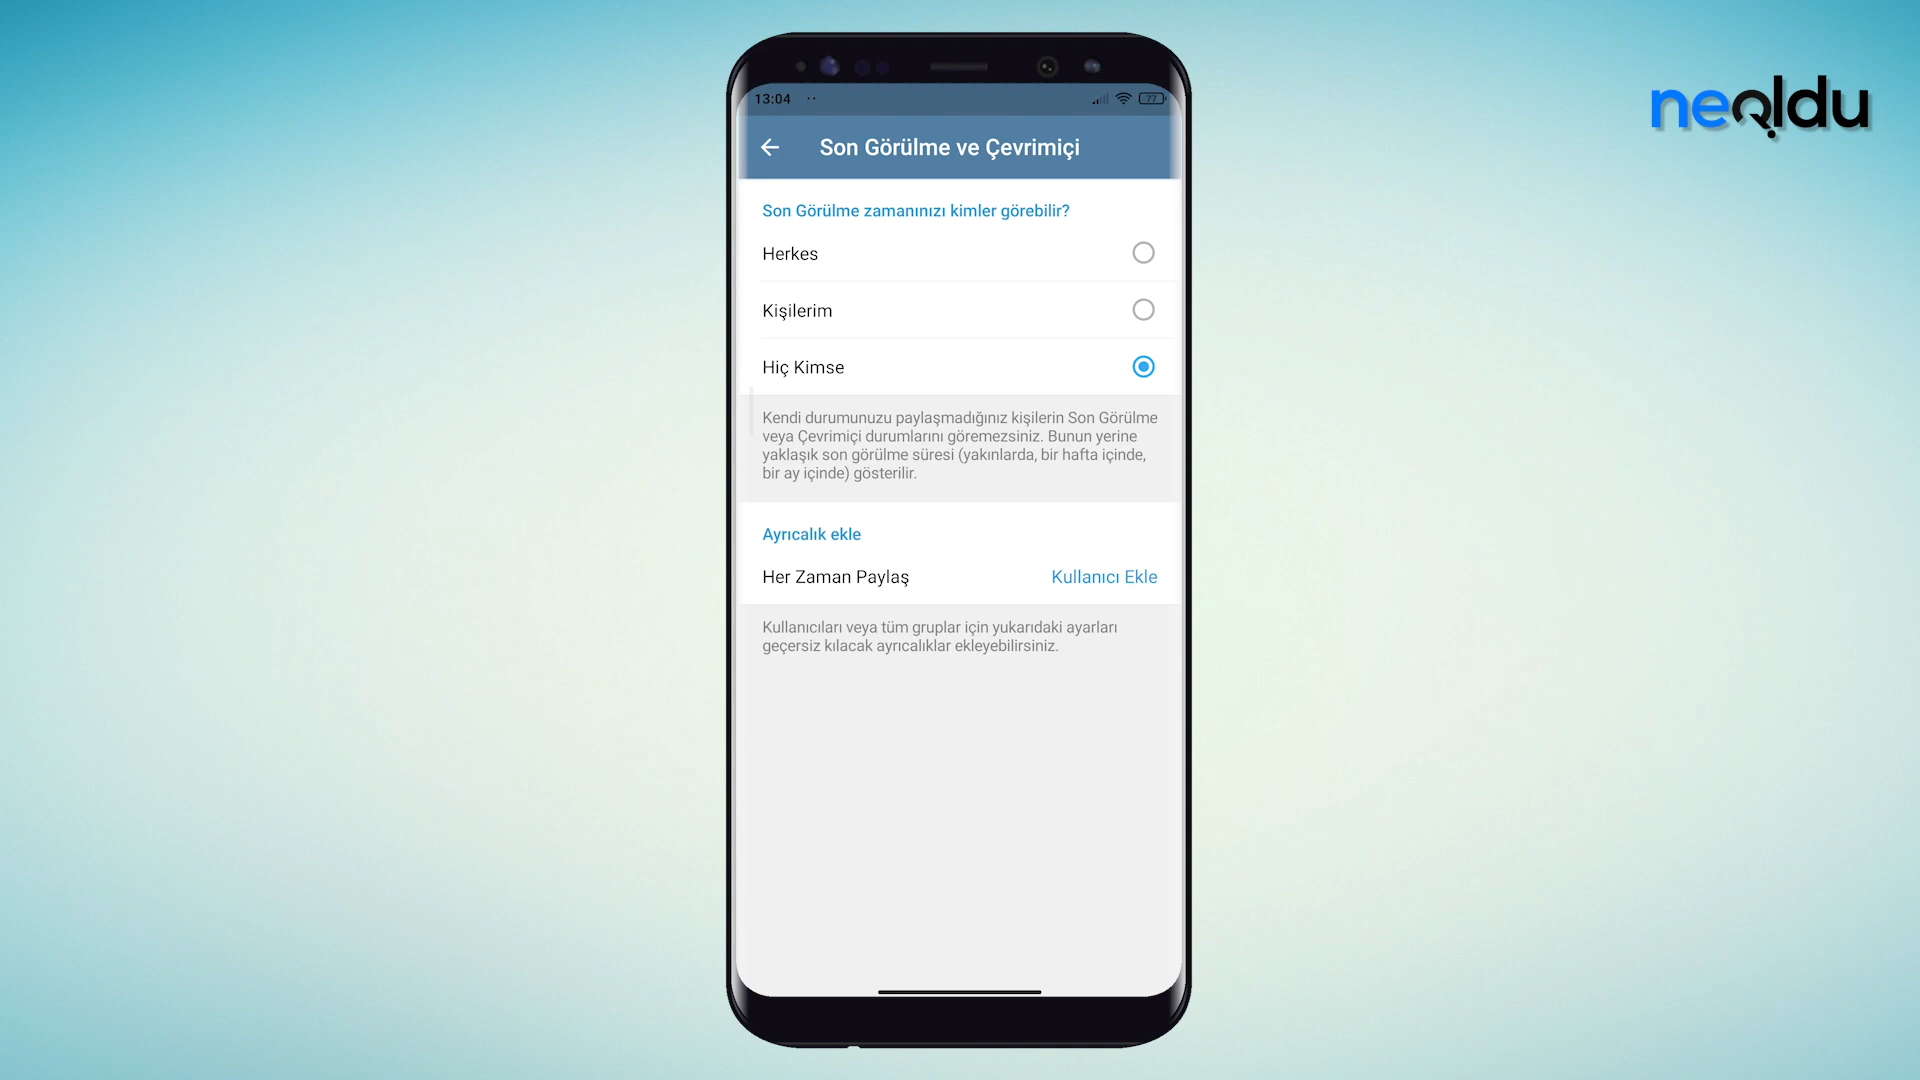 neoldu
13:04
77
Son Görülme ve Çevrimiçi
Son Görülme zamanınızı kimler görebilir?
Herkes
Kişilerim
Hiç Kimse
Kendi durumunuzu paylaşmadığınız kişilerin Son Görülme
veya Çevrimiçi durumlarını göremezsiniz. Bunun yerine
yaklaşık son görülme süresi (yakınlarda, bir hafta içinde,
bir ay içinde) gösterilir.
Ayrıcalık ekle
Her Zaman Paylaş
Kullanıcı Ekle
Kullanıcıları veya tüm gruplar için yukarıdaki ayarları
geçersiz kılacak ayrıcalıklar ekleyebilirsiniz.